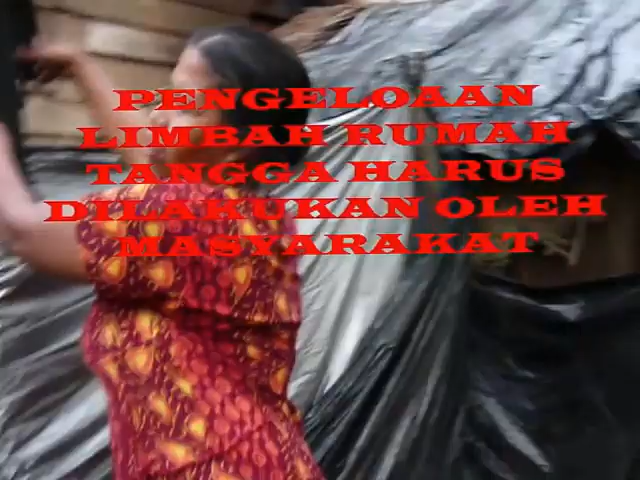 PENGELOAAN
LIMBAH RUMAH
TANGGA HARUS
DILAKUKAN OLEH
MASYARAKAT